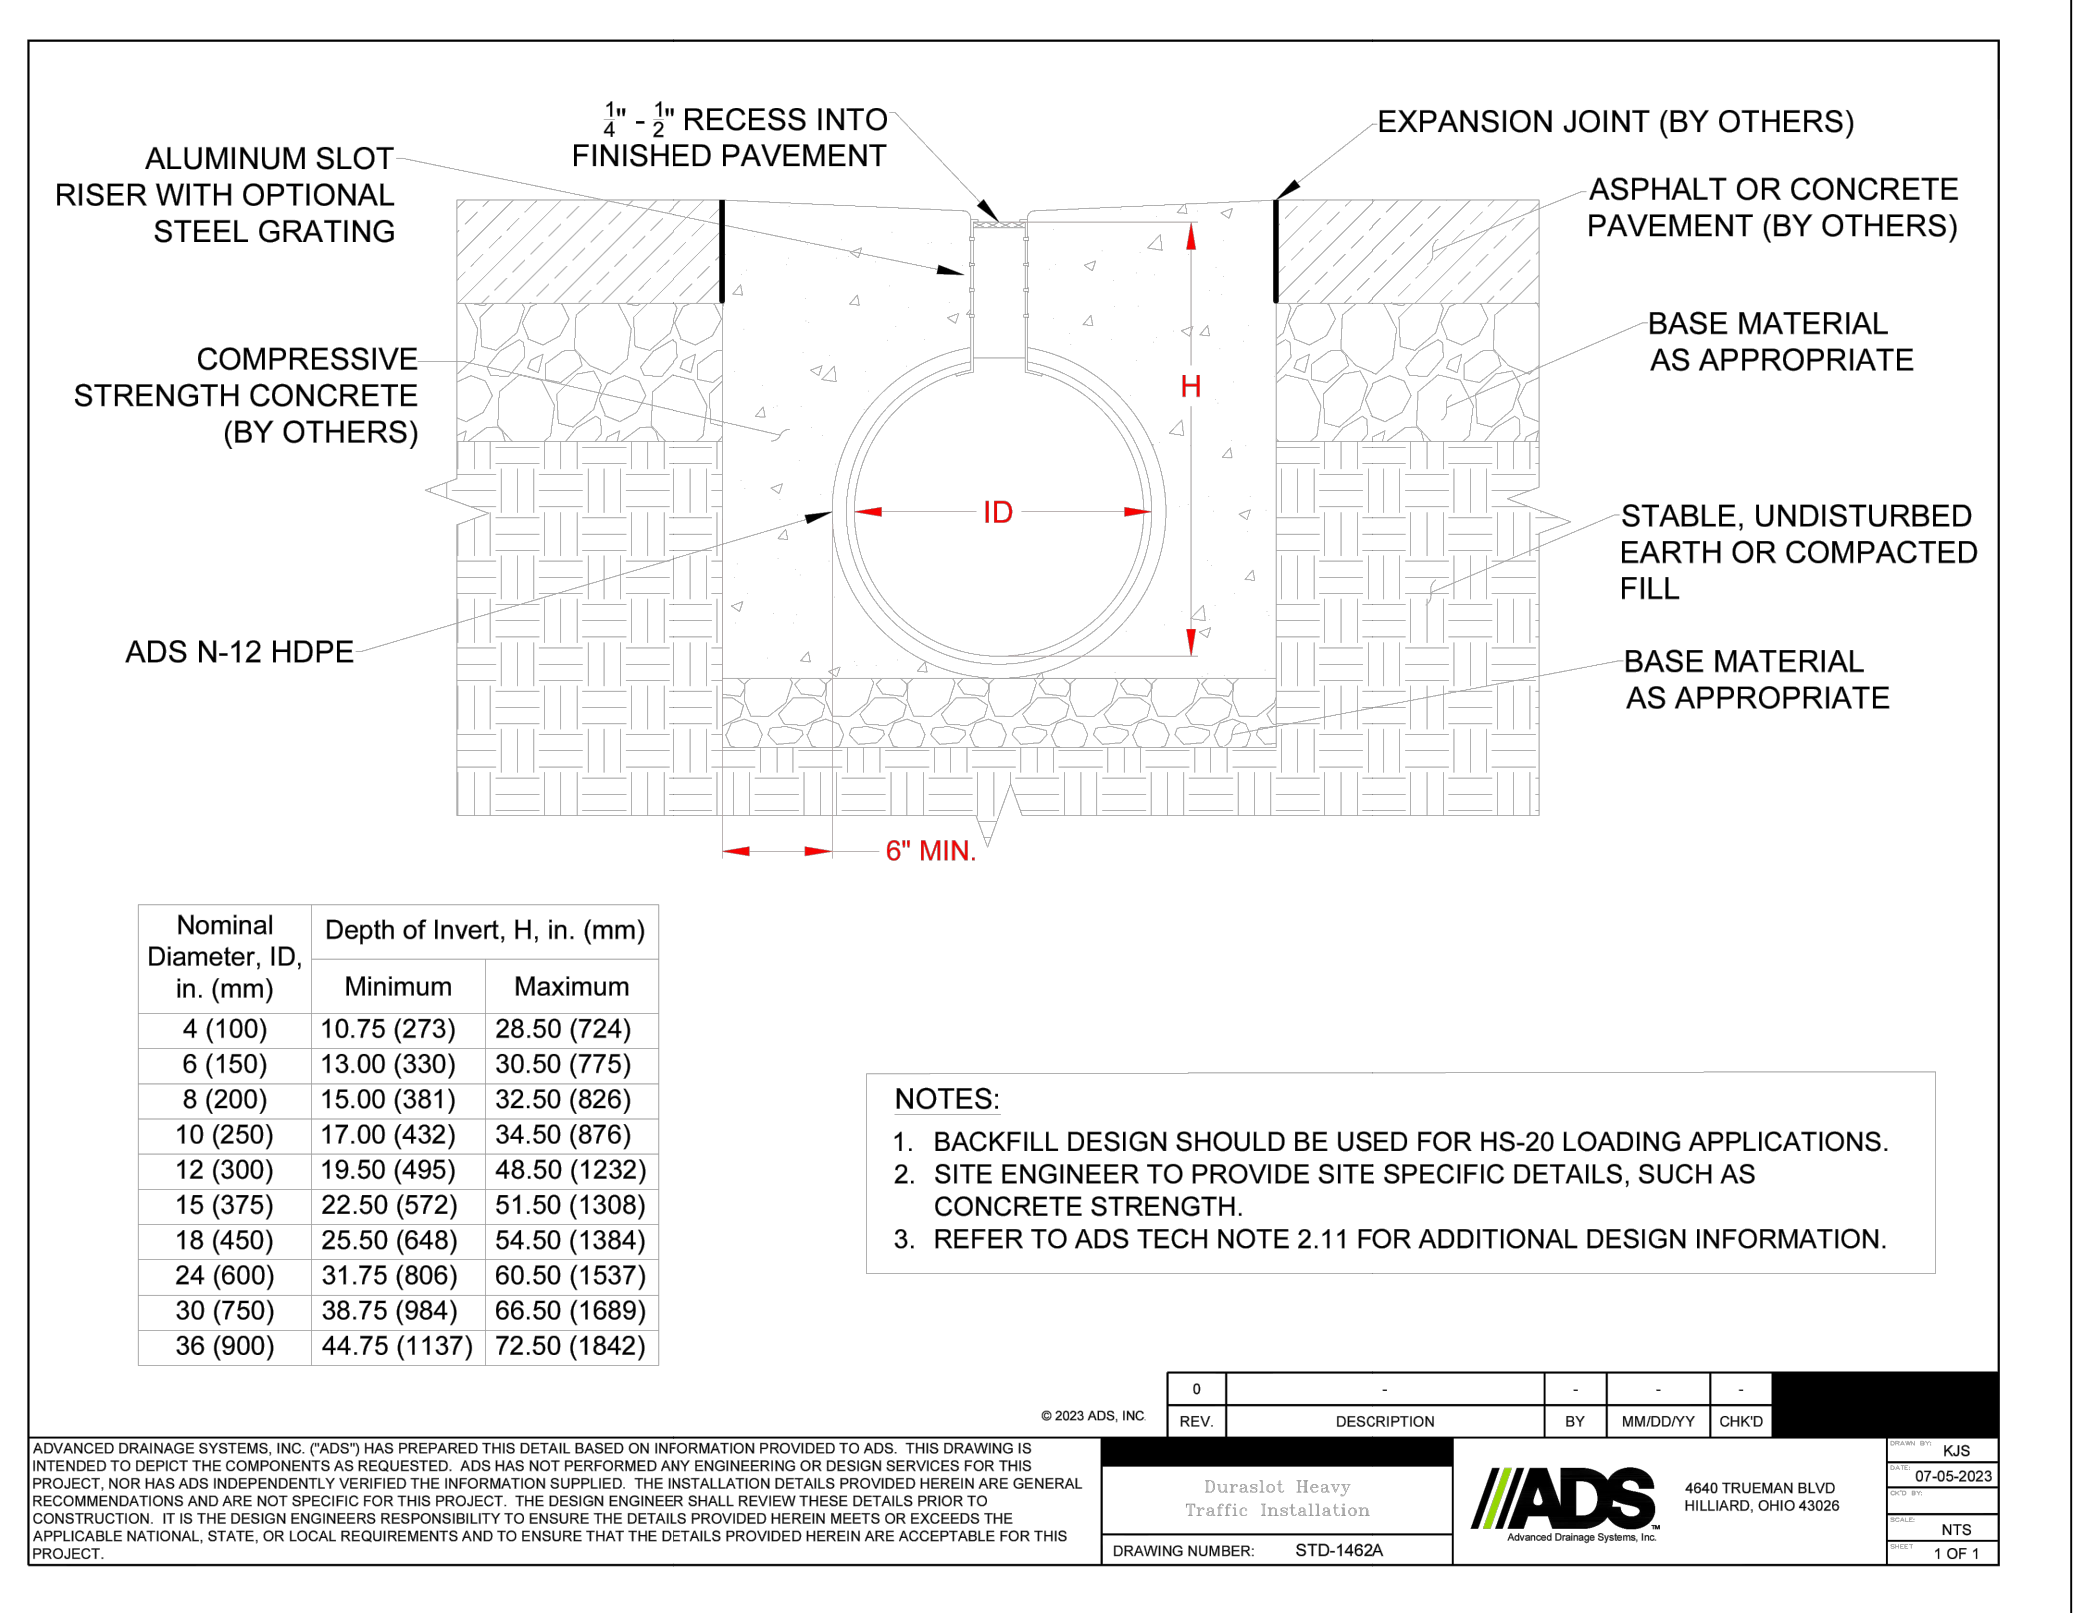 1/4" - 1/2" RECESS INTO
FINISHED PAVEMENT
EXPANSION JOINT (BY OTHERS)
ALUMINUM SLOT
RISER WITH OPTIONAL
STEEL GRATING
ASPHALT OR CONCRETE
PAVEMENT (BY OTHERS)
COMPRESSIVE
STRENGTH CONCRETE
(BY OTHERS)
BASE MATERIAL
AS APPROPRIATE
H
ID
STABLE, UNDISTURBED
EARTH OR COMPACTED
FILL
ADS N-12 HDPE
BASE MATERIAL
AS APPROPRIATE
6" MIN.
Nominal
Diameter, ID,
in. (mm)
Depth of Invert, H, in. (mm)
Minimum Maximum
4 (100) 10.75 (273) 28.50 (724)
6 (150) 13.00 (330) 30.50 (775)
8 (200) 15.00 (381) 32.50 (826)
10 (250) 17.00 (432) 34.50 (876)
12 (300) 19.50 (495) 48.50 (1232)
15 (375) 22.50 (572) 51.50 (1308)
18 (450) 25.50 (648) 54.50 (1384)
24 (600) 31.75 (806) 60.50 (1537)
30 (750) 38.75 (984) 66.50 (1689)
36 (900) 44.75 (1137) 72.50 (1842)
NOTES:
1. BACKFILL DESIGN SHOULD BE USED FOR HS-20 LOADING APPLICATIONS.
2. SITE ENGINEER TO PROVIDE SITE SPECIFIC DETAILS, SUCH AS
CONCRETE STRENGTH.
3. REFER TO ADS TECH NOTE 2.11 FOR ADDITIONAL DESIGN INFORMATION.
© 2023 ADS, INC.
0 - - - -
REV. DESCRIPTION BY MM/DD/YY CHK'D
ADVANCED DRAINAGE SYSTEMS, INC. ("ADS") HAS PREPARED THIS DETAIL BASED ON INFORMATION PROVIDED TO ADS. THIS DRAWING IS
INTENDED TO DEPICT THE COMPONENTS AS REQUESTED. ADS HAS NOT PERFORMED ANY ENGINEERING OR DESIGN SERVICES FOR THIS
PROJECT, NOR HAS ADS INDEPENDENTLY VERIFIED THE INFORMATION SUPPLIED. THE INSTALLATION DETAILS PROVIDED HEREIN ARE GENERAL
RECOMMENDATIONS AND ARE NOT SPECIFIC FOR THIS PROJECT. THE DESIGN ENGINEER SHALL REVIEW THESE DETAILS PRIOR TO
CONSTRUCTION. IT IS THE DESIGN ENGINEERS RESPONSIBILITY TO ENSURE THE DETAILS PROVIDED HEREIN MEETS OR EXCEEDS THE
APPLICABLE NATIONAL, STATE, OR LOCAL REQUIREMENTS AND TO ENSURE THAT THE DETAILS PROVIDED HEREIN ARE ACCEPTABLE FOR THIS
PROJECT.
Duraslot Heavy
Traffic Installation
DRAWING NUMBER: STD-1462A
ADS™
Advanced Drainage Systems, Inc.
4640 TRUEMAN BLVD
HILLIARD, OHIO 43026
DRAWN BY: KJS
DATE: 07-05-2023
CK'D BY:
SCALE: NTS
SHEET 1 OF 1